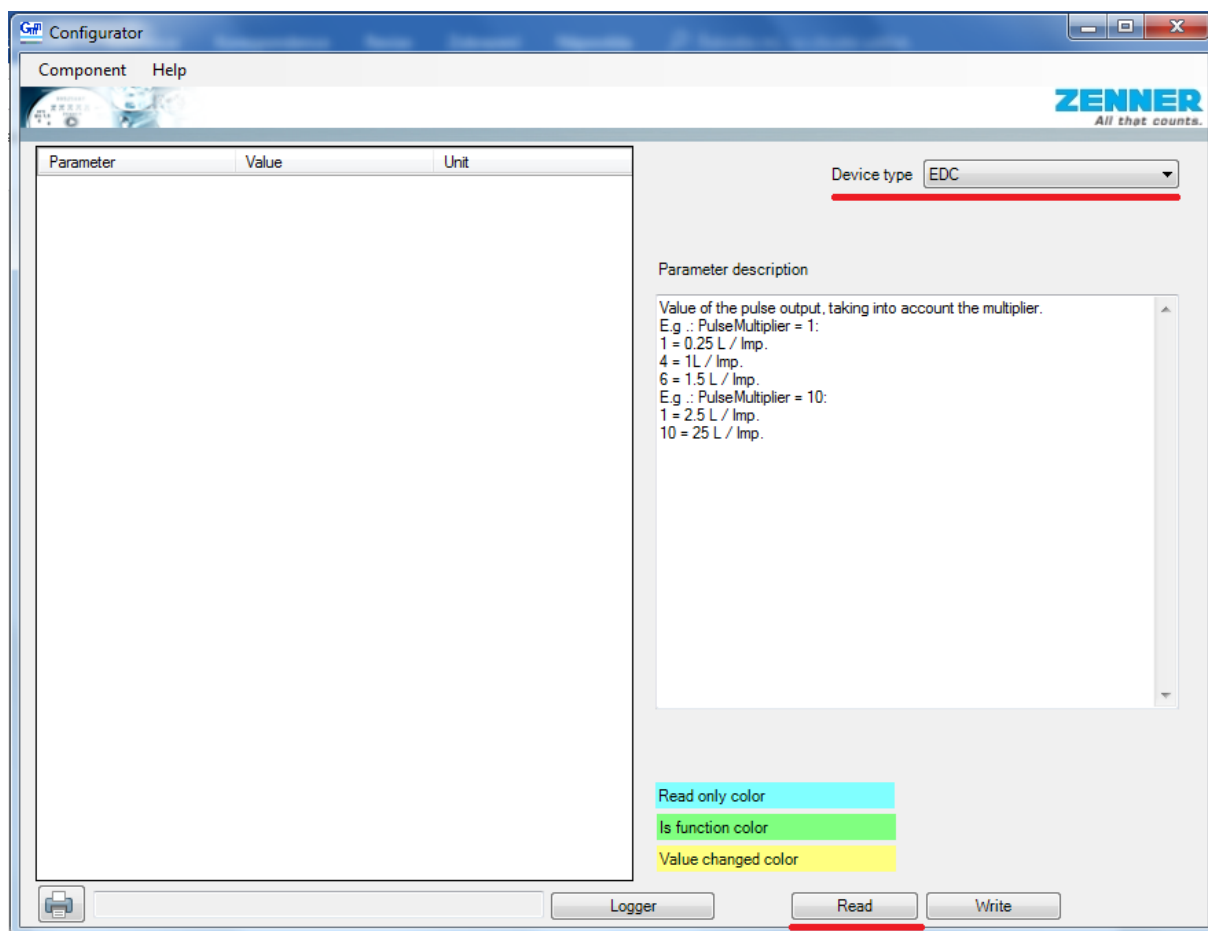 Configurator
Component Help
ZENNER
All that counts.
Parameter Value Unit
Device type EDC
Parameter description
Value of the pulse output, taking into account the multiplier.
E.g .: PulseMultiplier = 1:
1 = 0.25 L / Imp.
4 = 1L / Imp.
6 = 1.5 L / Imp.
E.g .: PulseMultiplier = 10:
1 = 2.5 L / Imp.
10 = 25 L / Imp.
Read only color
Is function color
Value changed color
Logger Read Write